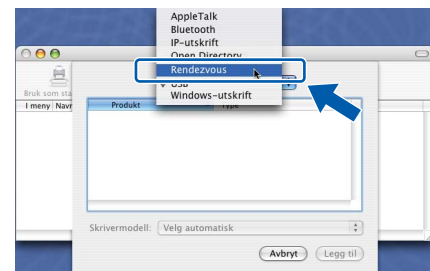 AppleTalk
Bluetooth
IP-utskrift
Open Directory
Rendezvous
USB
Windows-utskrift
Bruk som sta
I meny Navn
Produkt Type
Skrivermodell: Velg automatisk
Avbryt Legg til